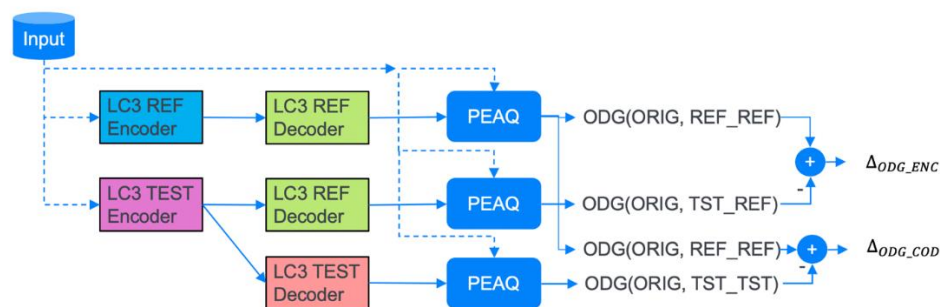 Input
LC3 REF
Encoder
LC3 REF
Decoder
PEAQ
ODG(ORIG, REF_REF)
+
Δ_ODG_ENC
-
LC3 TEST
Encoder
LC3 REF
Decoder
PEAQ
ODG(ORIG, TST_REF)
ODG(ORIG, REF_REF)
+
Δ_ODG_COD
-
LC3 TEST
Decoder
PEAQ
ODG(ORIG, TST_TST)